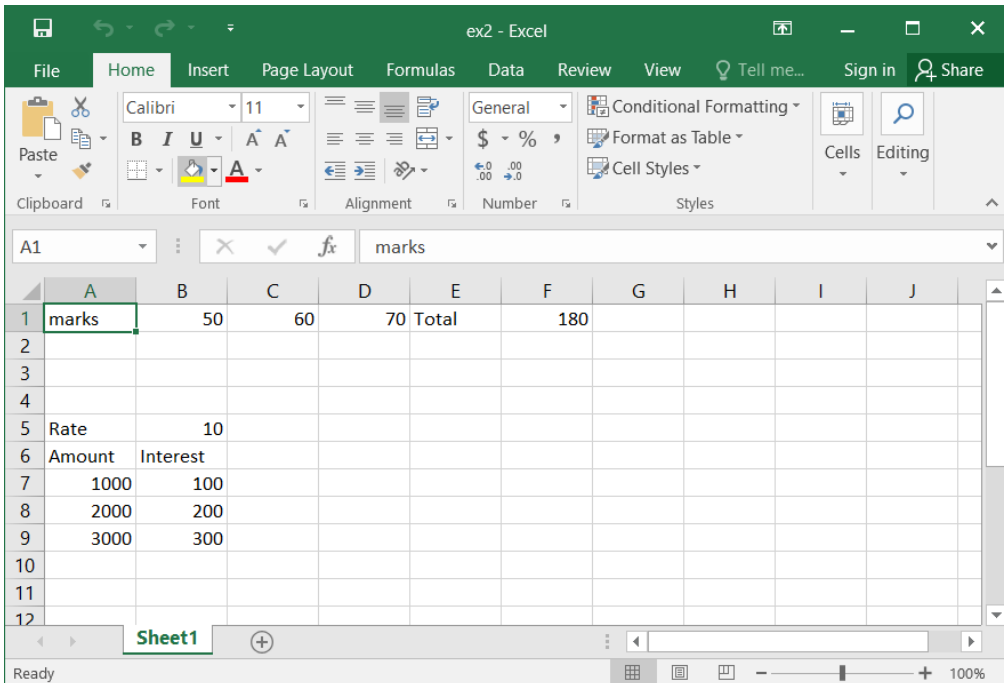 ex2 - Excel
File Home Insert Page Layout Formulas Data Review View Tell me... Sign in Share
Calibri 11 General Conditional Formatting
B I U A A $ % , Format as Table
Paste A .00 .0 Cell Styles Cells Editing
Clipboard Font Alignment Number Styles
A1 fx marks
A B C D E F G H I J
1 marks 50 60 70 Total 180
2
3
4
5 Rate 10
6 Amount Interest
7 1000 100
8 2000 200
9 3000 300
10
11
12
Sheet1
Ready 100%